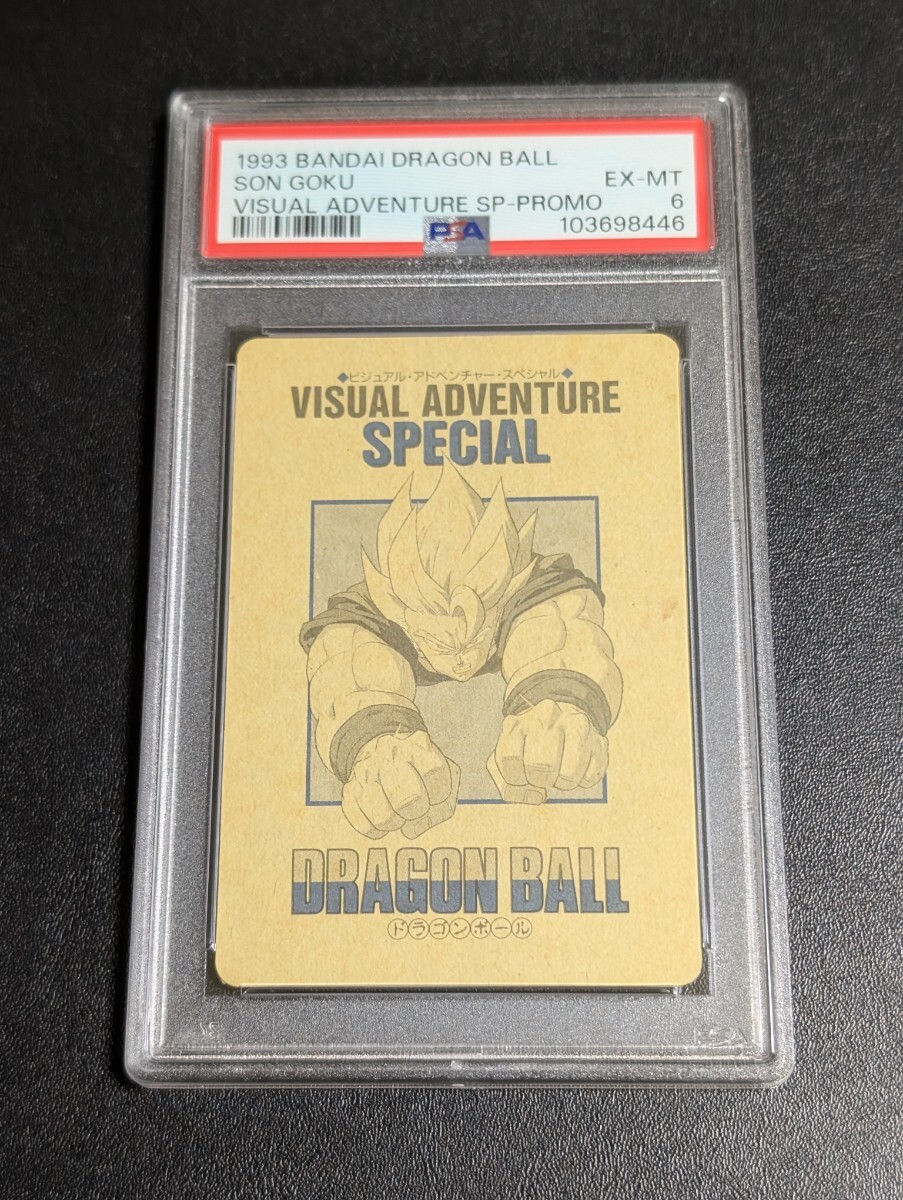 1993 BANDAI DRAGON BALL
SON GOKU EX-MT
VISUAL ADVENTURE SP-PROMO 6
PSA 103698446
◆ビジュアル・アドベンチャー・スペシャル◆
VISUAL ADVENTURE
SPECIAL
DRAGON BALL
ドラゴンボール